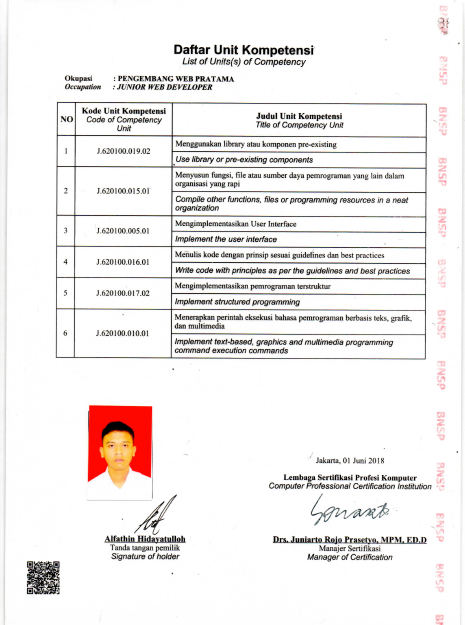 Daftar Unit Kompetensi
List of Units(s) of Competency
Okupasi : PENGEMBANG WEB PRATAMA
Occupation : JUNIOR WEB DEVELOPER
NO
Kode Unit Kompetensi
Code of Competency
Unit
Judul Unit Kompetensi
Title of Competency Unit
1
J.620100.019.02
Menggunakan library atau komponen pre-existing
Use library or pre-existing components
2
J.620100.015.01
Menyusun fungsi, file atau sumber daya pemrograman yang lain dalam
organisasi yang rapi
Compile other functions, files or programming resources in a neat
organization
3
J.620100.005.01
Mengimplementasikan User Interface
Implement the user interface
4
J.620100.016.01
Menulis kode dengan prinsip sesuai guidelines dan best practices
Write code with principles as per the guidelines and best practices
5
J.620100.017.02
Mengimplementasikan pemrograman terstruktur
Implement structured programming
6
J.620100.010.01
Menerapkan perintah eksekusi bahasa pemrograman berbasis teks, grafik,
dan multimedia
Implement text-based, graphics and multimedia programming
command execution commands
Jakarta, 01 Juni 2018
Lembaga Sertifikasi Profesi Komputer
Computer Professional Certification Institution
Alfathin Hidayatulloh
Tanda tangan pemilik
Signature of holder
Drs. Juniarto Rojo Prasetyo, MPM, ED.D
Manajer Sertifikasi
Manager of Certification
BNSP
BNSP
BNSP
BNSP
BNSP
BNSP
BNSP
BNSP
BNSP
BNSP
BNSP
BNSP